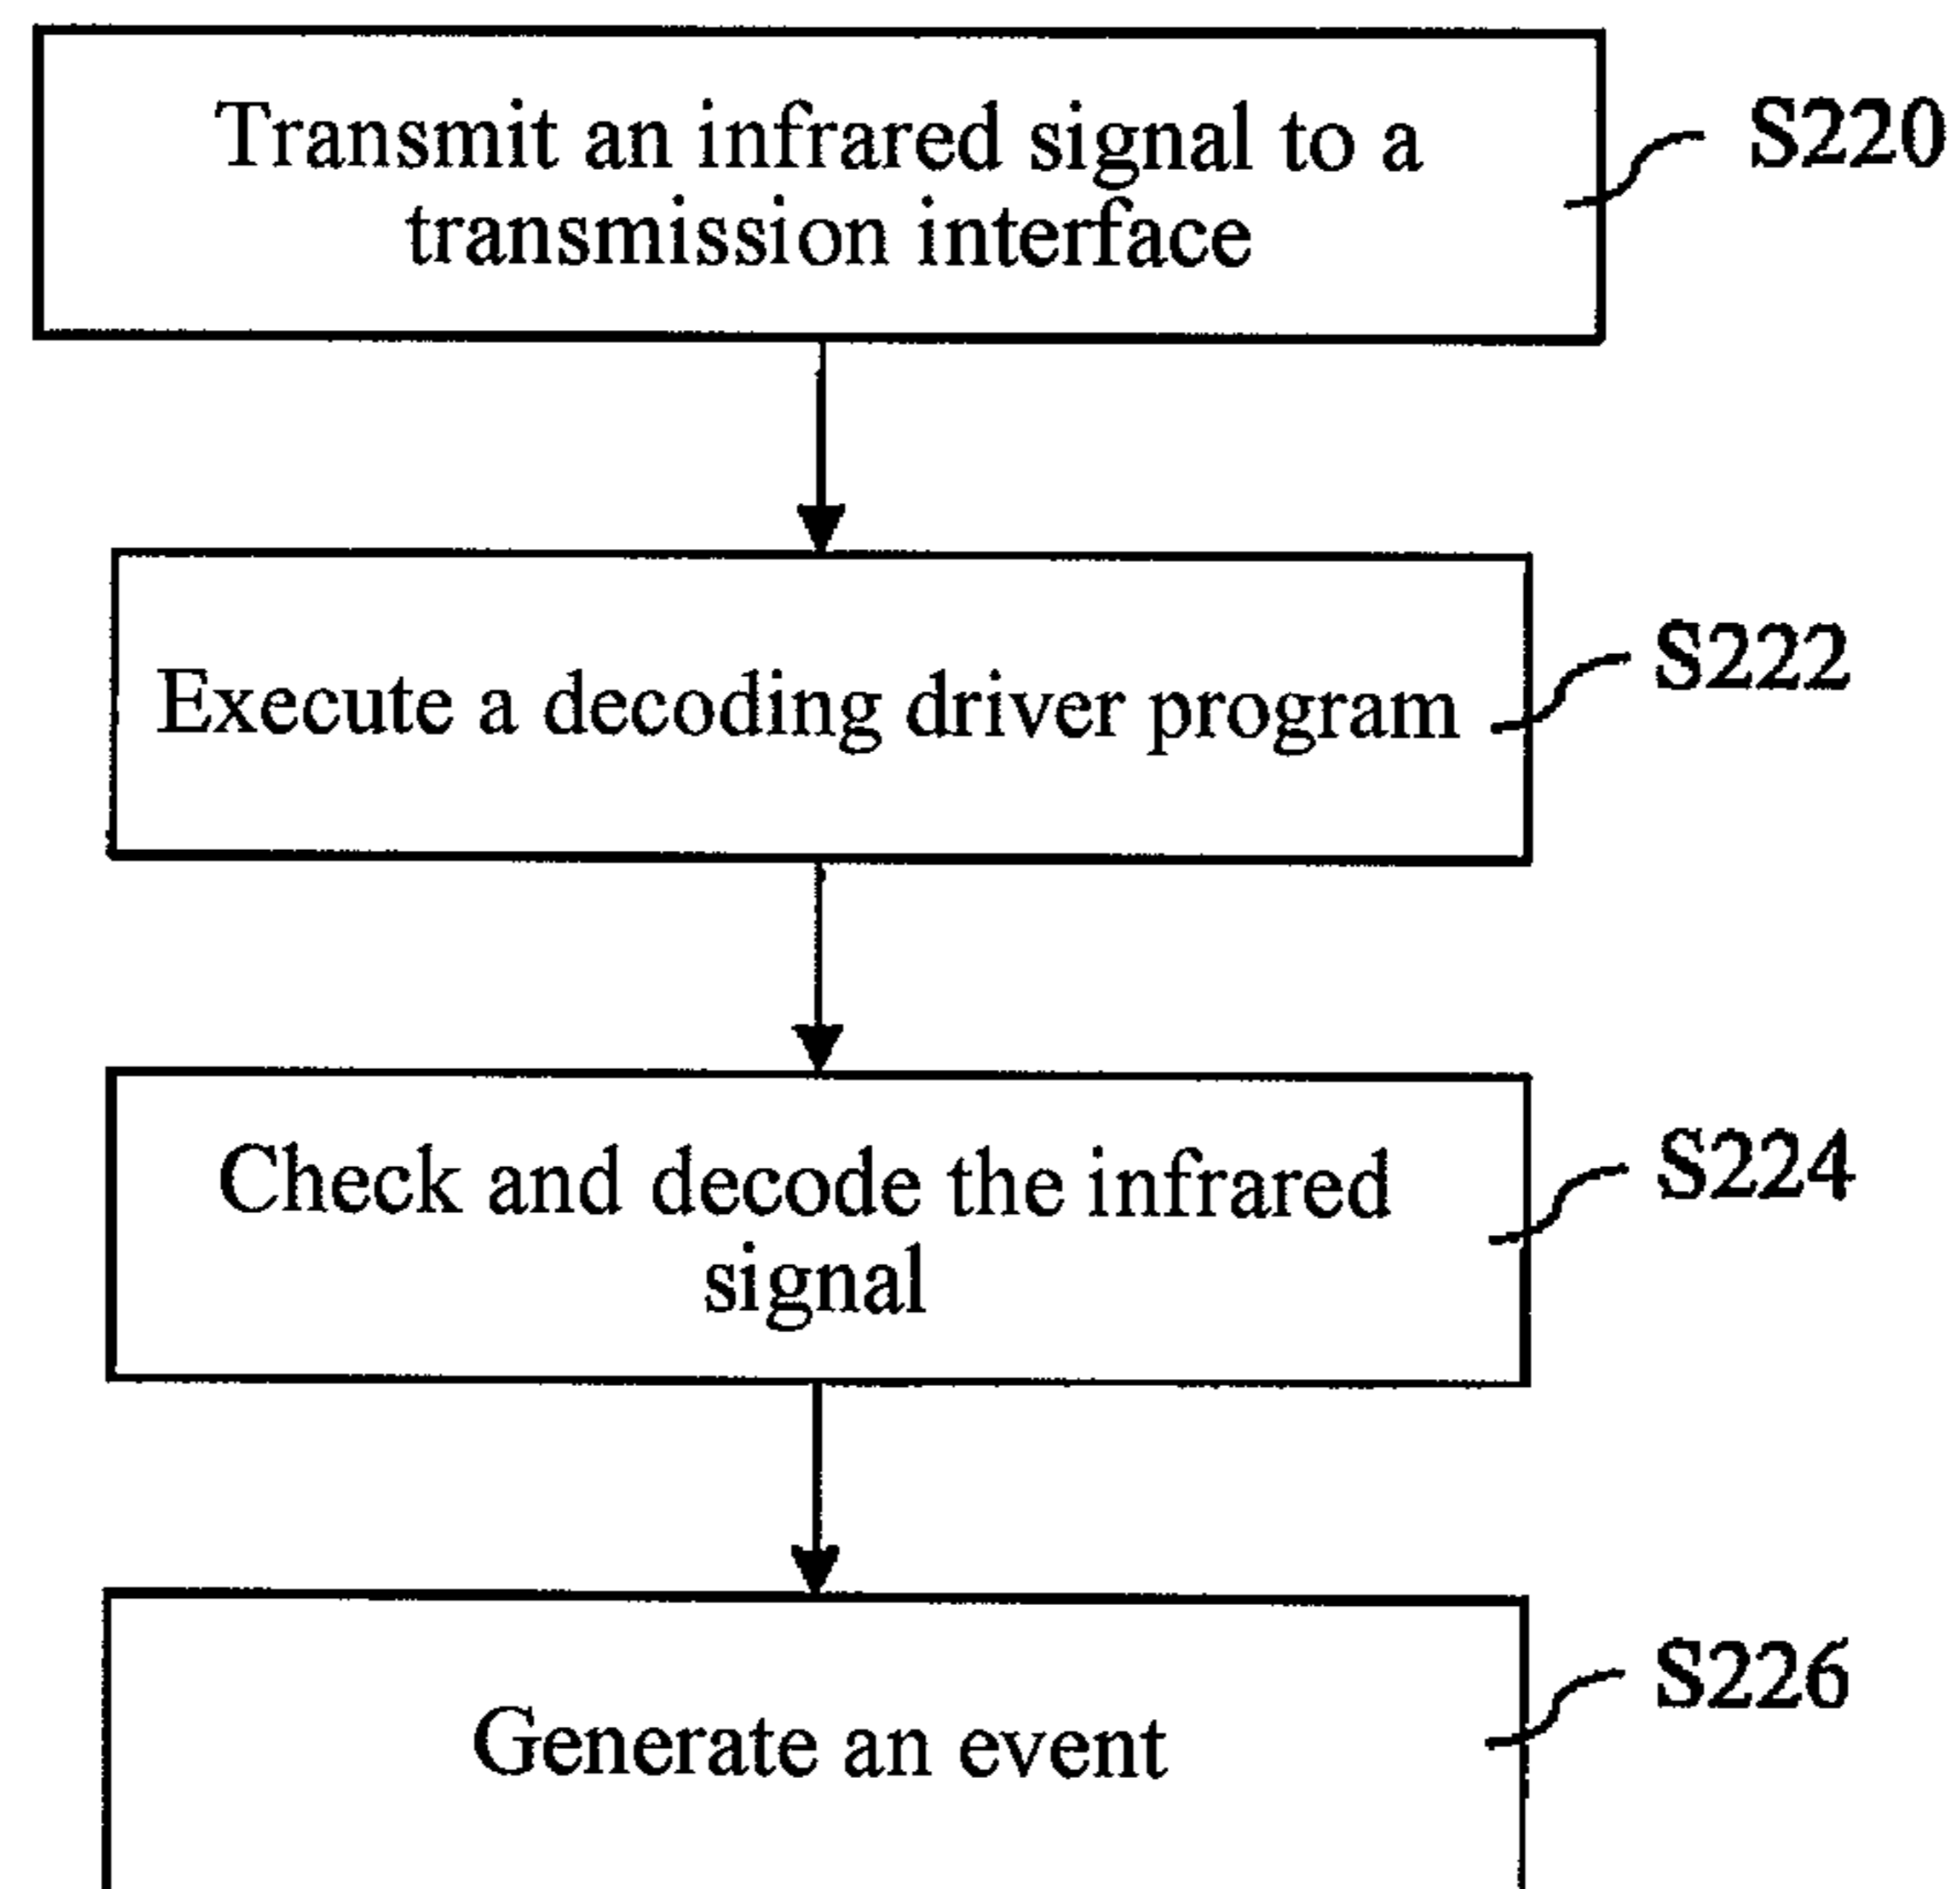 Transmit an infrared signal to a
transmission interface
S220
Execute a decoding driver program
S222
Check and decode the infrared
signal
S224
Generate an event
S226